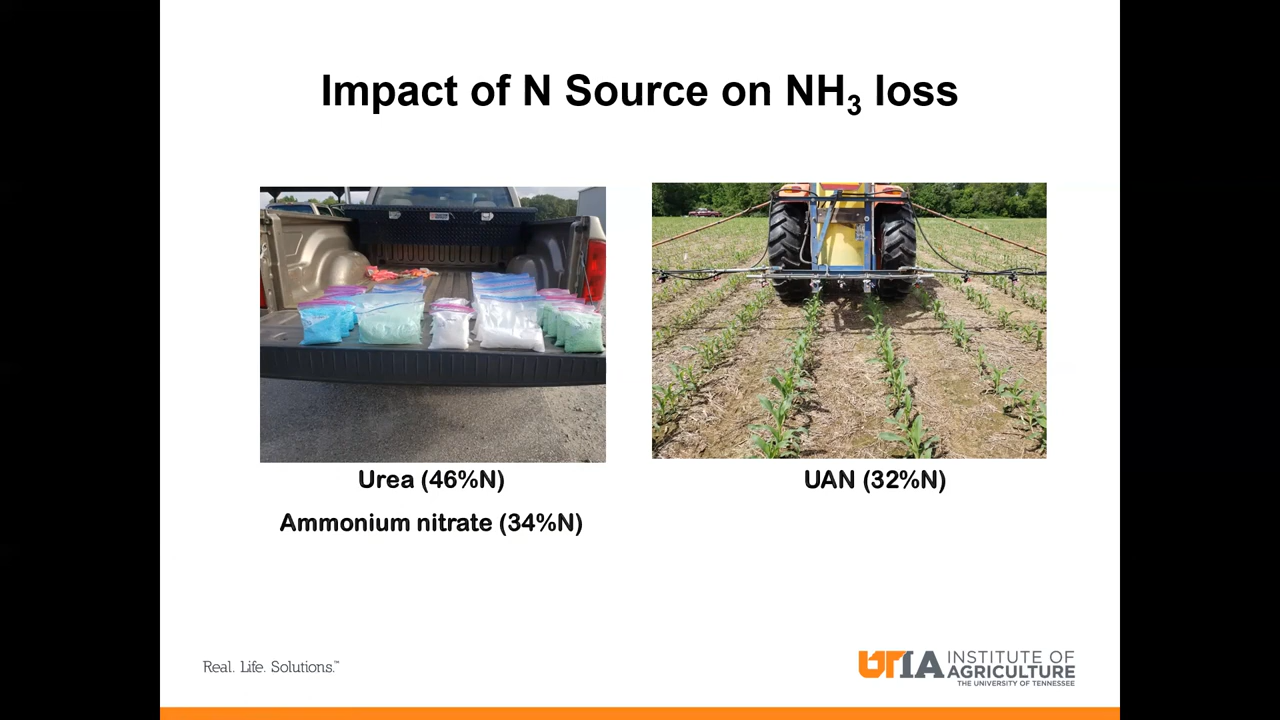 Impact of N Source on NH₃ loss
Urea (46%N)
Ammonium nitrate (34%N)
UAN (32%N)
Real. Life. Solutions.™
UTIA INSTITUTE OF
AGRICULTURE
THE UNIVERSITY OF TENNESSEE